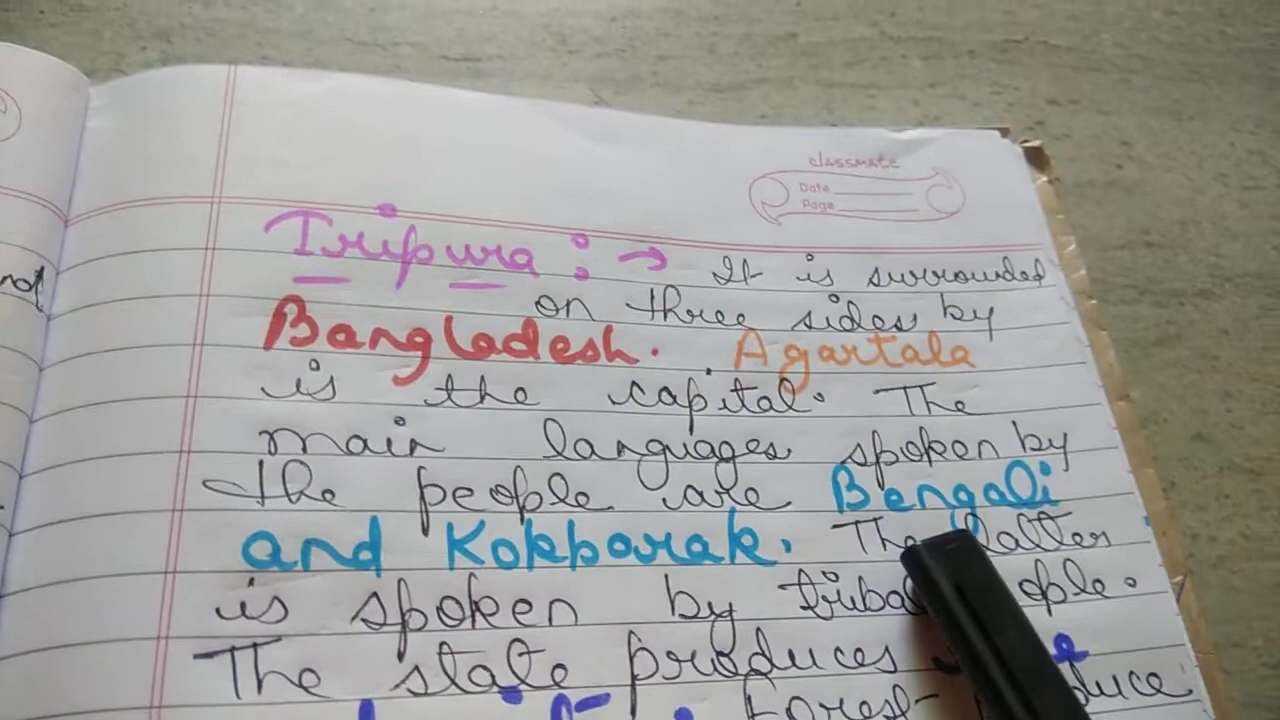 classmate
Date
Page
Tripura : → It is surrounded
on three sides by
Bangladesh. Agartala
is the capital. The
main languages spoken by
the people are Bengali
and Kokborak. The latter
is spoken by tribal
The state produces
Forest-